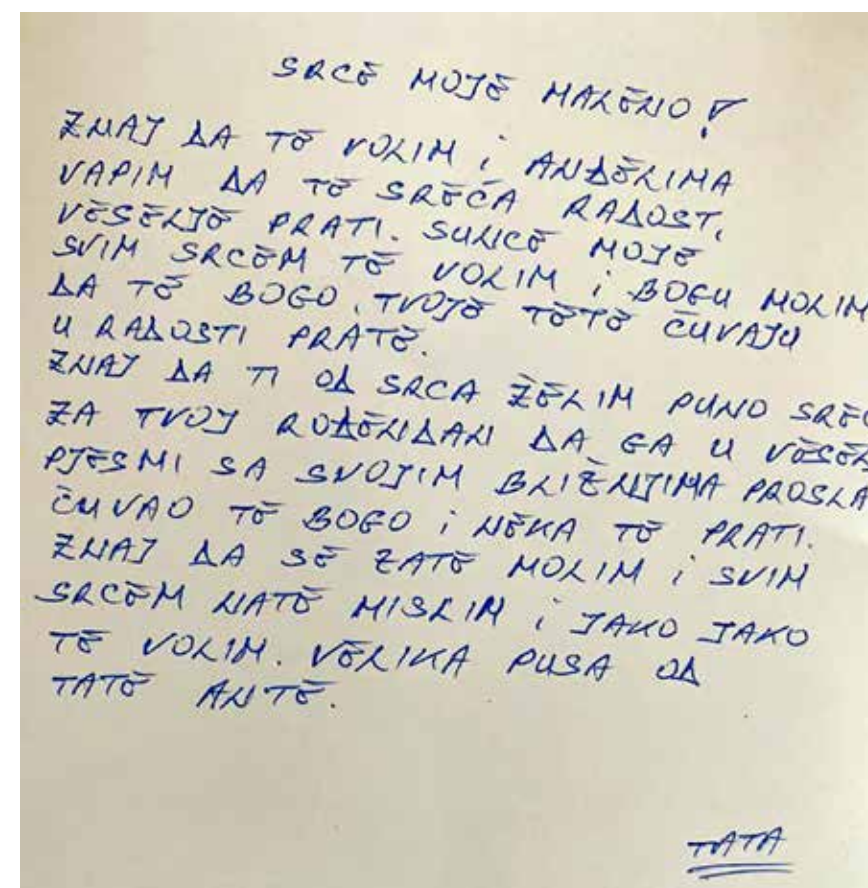 SRCE MOJE MALENO!
ZNAJ DA TE VOLIM i ANĐELIMA
VAPIM DA TE SREĆA RADOST,
VESELJE PRATI. SUNCE MOJE
SVIM SRCEM TE VOLIM i BOGU MOLIM
DA TE BOGO, TVOJE TETE ČUVAJU
U RADOSTI PRATE.
ZNAJ DA TI OD SRCA ŽELIM PUNO SREĆ
ZA TVOJ ROĐENDAN DA GA U VESEL
PJESMI SA SVOJIM BLIŽNJIMA PROSLA
ČUVAO TE BOGO i NEKA TE PRATI.
ZNAJ DA SE ZATE MOLIM i SVIM
SRCEM NATE MISLIM i JAKO JAKO
TE VOLIM. VELIKA PUSA OD
TATE ANTE.
TATA